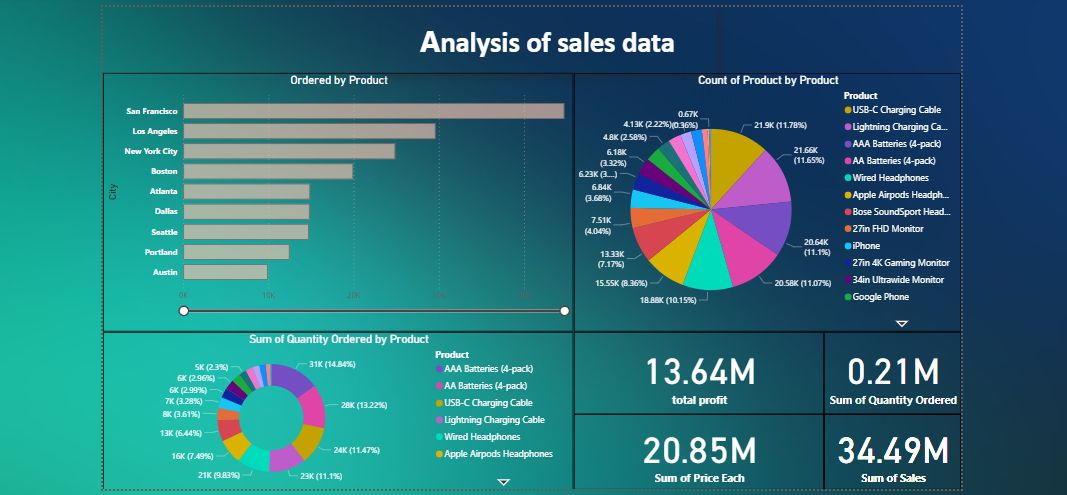 Analysis of sales data
Ordered by Product
City
San Francisco
Los Angeles
New York City
Boston
Atlanta
Dallas
Seattle
Portland
Austin
0K
10K
20K
Count of Product by Product
0.67K
(0.36%)
4.13K (2.22%)
4.8K (2.58%)
6.18K
(3.32%)
6.23K (3....)
6.84K
(3.68%)
7.51K
(4.04%)
13.33K
(7.17%)
15.55K (8.36%)
18.88K (10.15%)
20.58K (11.07%)
20.64K
(11.1%)
21.66K
(11.65%)
21.9K (11.78%)
Product
USB-C Charging Cable
Lightning Charging Ca...
AAA Batteries (4-pack)
AA Batteries (4-pack)
Wired Headphones
Apple Airpods Headph...
Bose SoundSport Head...
27in FHD Monitor
iPhone
27in 4K Gaming Monitor
34in Ultrawide Monitor
Google Phone
Sum of Quantity Ordered by Product
5K (2.3%)
6K (2.96%)
6K (2.99%)
7K (3.28%)
8K (3.61%)
13K (6.44%)
16K (7.49%)
21K (9.83%)
23K (11.1%)
24K (11.47%)
28K (13.22%)
31K (14.84%)
Product
AAA Batteries (4-pack)
AA Batteries (4-pack)
USB-C Charging Cable
Lightning Charging Cable
Wired Headphones
Apple Airpods Headphones
13.64M
total profit
0.21M
Sum of Quantity Ordered
20.85M
Sum of Price Each
34.49M
Sum of Sales